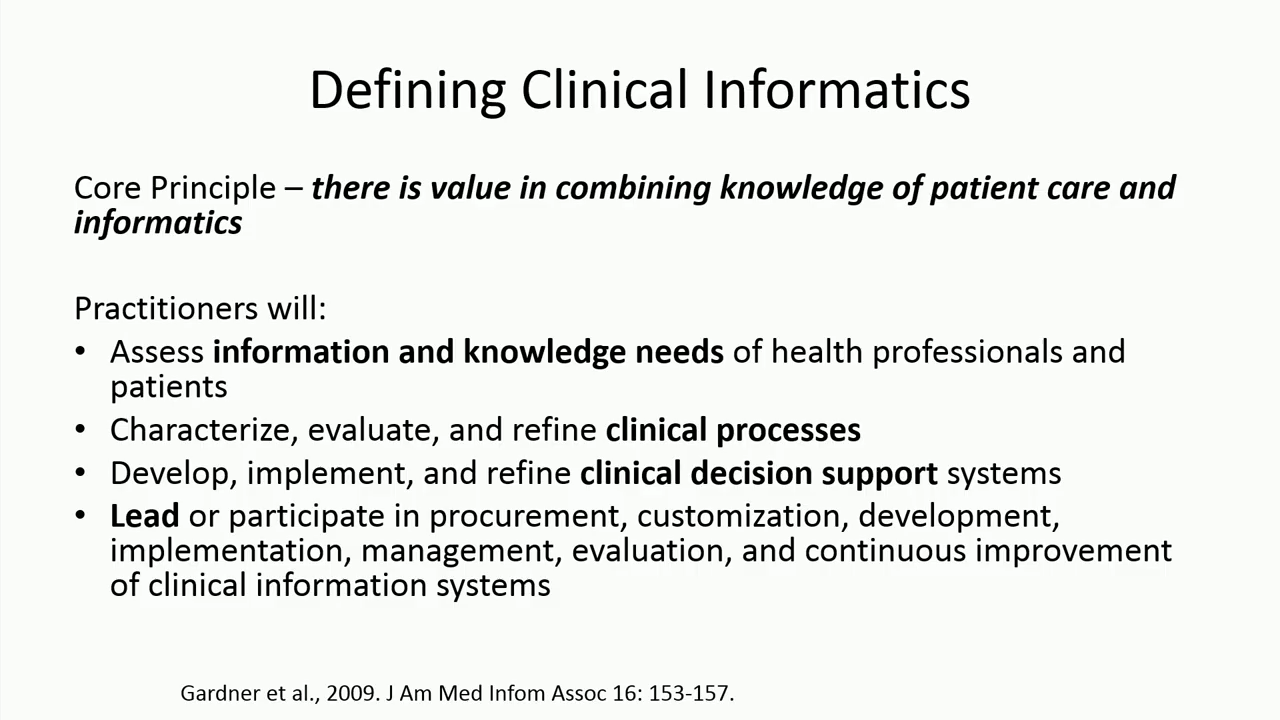 Defining Clinical Informatics
Core Principle – there is value in combining knowledge of patient care and
informatics
Practitioners will:
• Assess information and knowledge needs of health professionals and
patients
• Characterize, evaluate, and refine clinical processes
• Develop, implement, and refine clinical decision support systems
• Lead or participate in procurement, customization, development,
implementation, management, evaluation, and continuous improvement
of clinical information systems
Gardner et al., 2009. J Am Med Infom Assoc 16: 153-157.